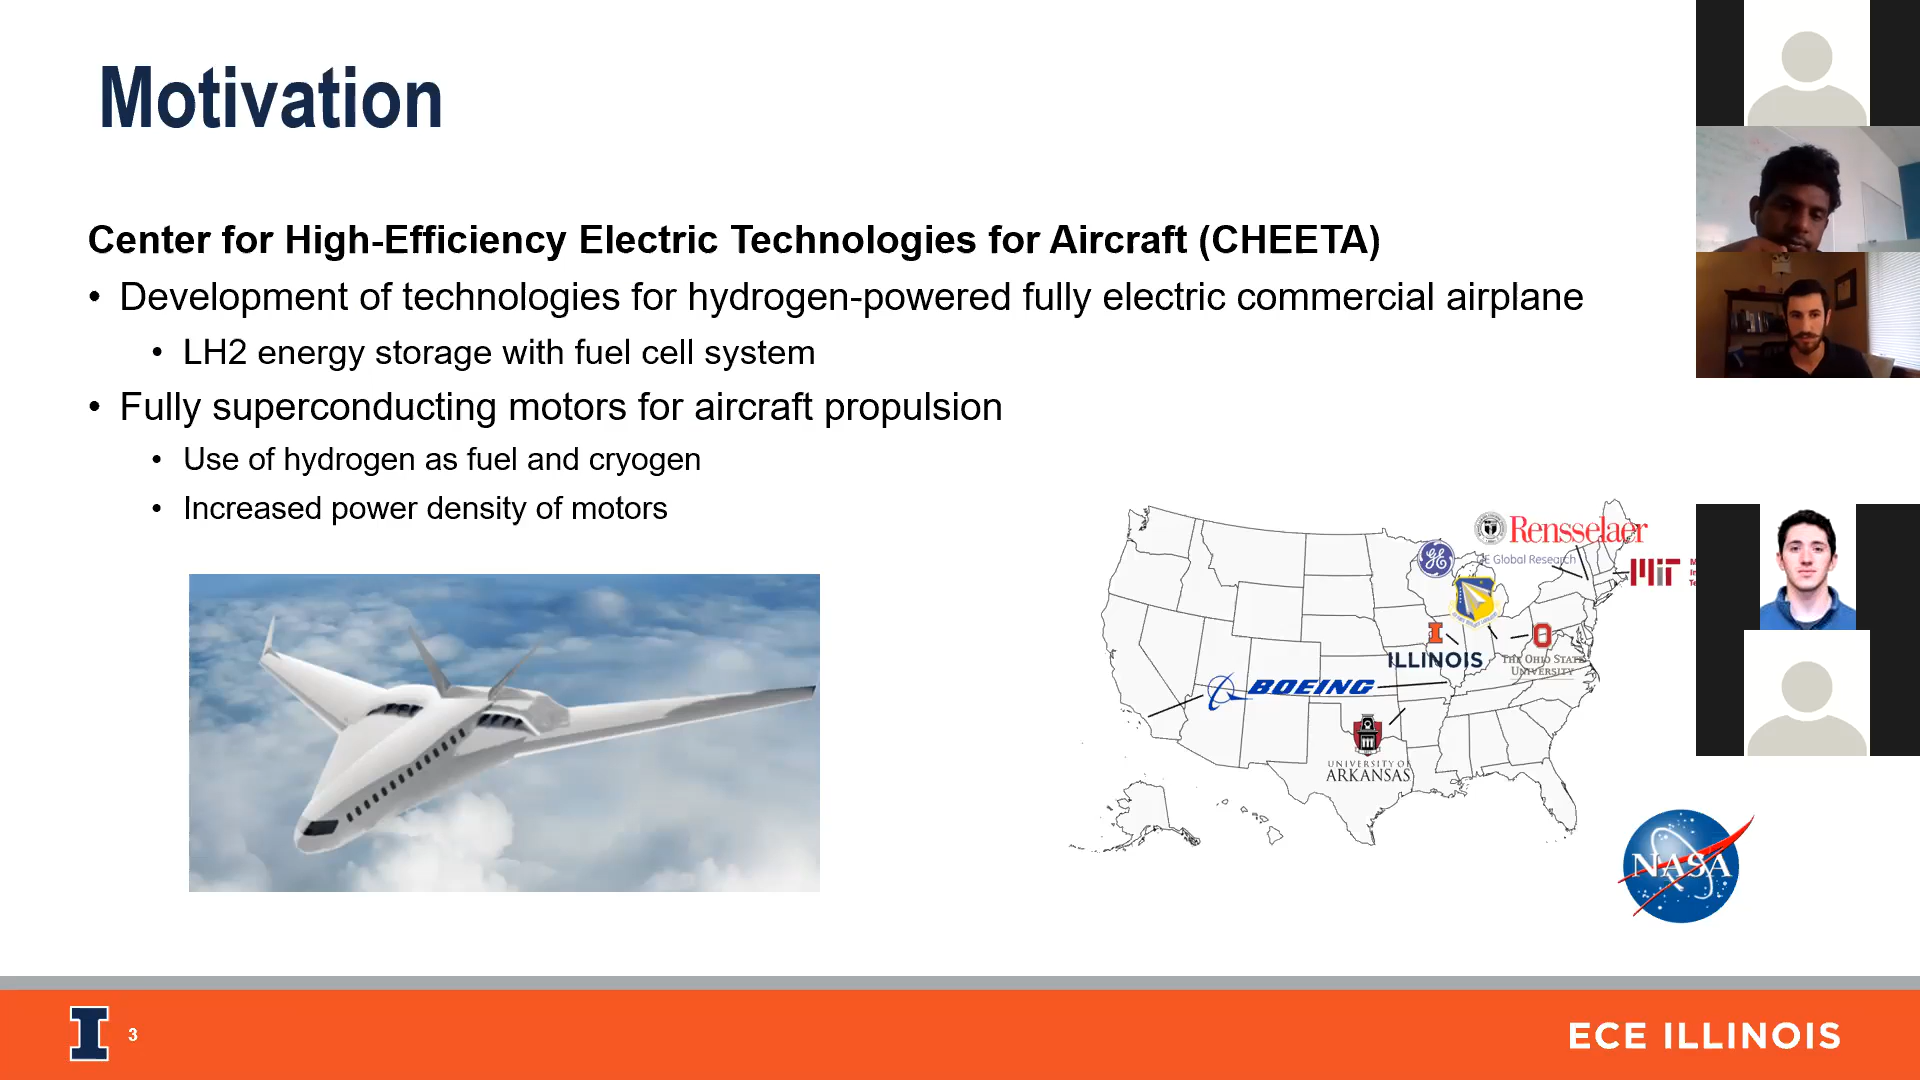 Motivation
Center for High-Efficiency Electric Technologies for Aircraft (CHEETA)
• Development of technologies for hydrogen-powered fully electric commercial airplane
• LH2 energy storage with fuel cell system
• Fully superconducting motors for aircraft propulsion
• Use of hydrogen as fuel and cryogen
• Increased power density of motors
Rensselaer
GE Global Research
MIT
ILLINOIS
THE OHIO STATE
UNIVERSITY
BOEING
UNIVERSITY OF
ARKANSAS
NASA
I
3
ECE ILLINOIS